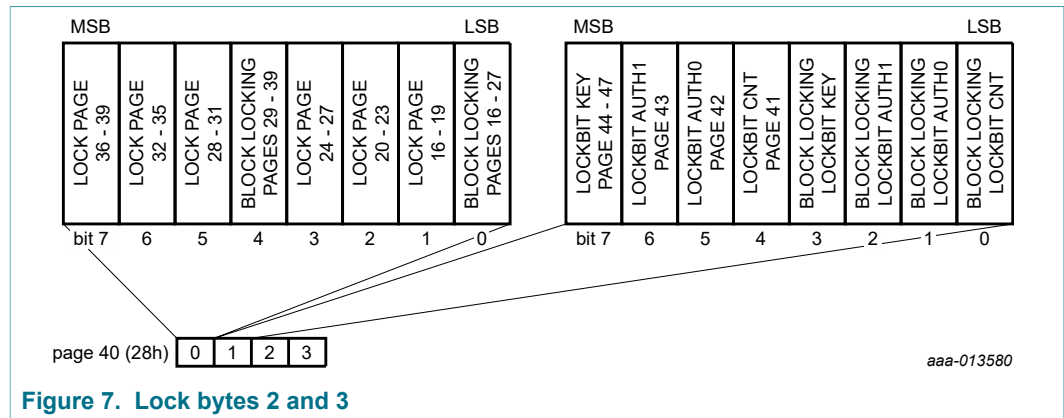 MSB LSB MSB LSB
LOCK PAGE
36 - 39
LOCK PAGE
32 - 35
LOCK PAGE
28 - 31
BLOCK LOCKING
PAGES 29 - 39
LOCK PAGE
24 - 27
LOCK PAGE
20 - 23
LOCK PAGE
16 - 19
BLOCK LOCKING
PAGES 16 - 27
LOCKBIT KEY
PAGE 44 - 47
LOCKBIT AUTH1
PAGE 43
LOCKBIT AUTH0
PAGE 42
LOCKBIT CNT
PAGE 41
BLOCK LOCKING
LOCKBIT KEY
BLOCK LOCKING
LOCKBIT AUTH1
BLOCK LOCKING
LOCKBIT AUTH0
BLOCK LOCKING
LOCKBIT CNT
bit 7 6 5 4 3 2 1 0 bit 7 6 5 4 3 2 1 0
page 40 (28h) 0 1 2 3
aaa-013580
Figure 7. Lock bytes 2 and 3